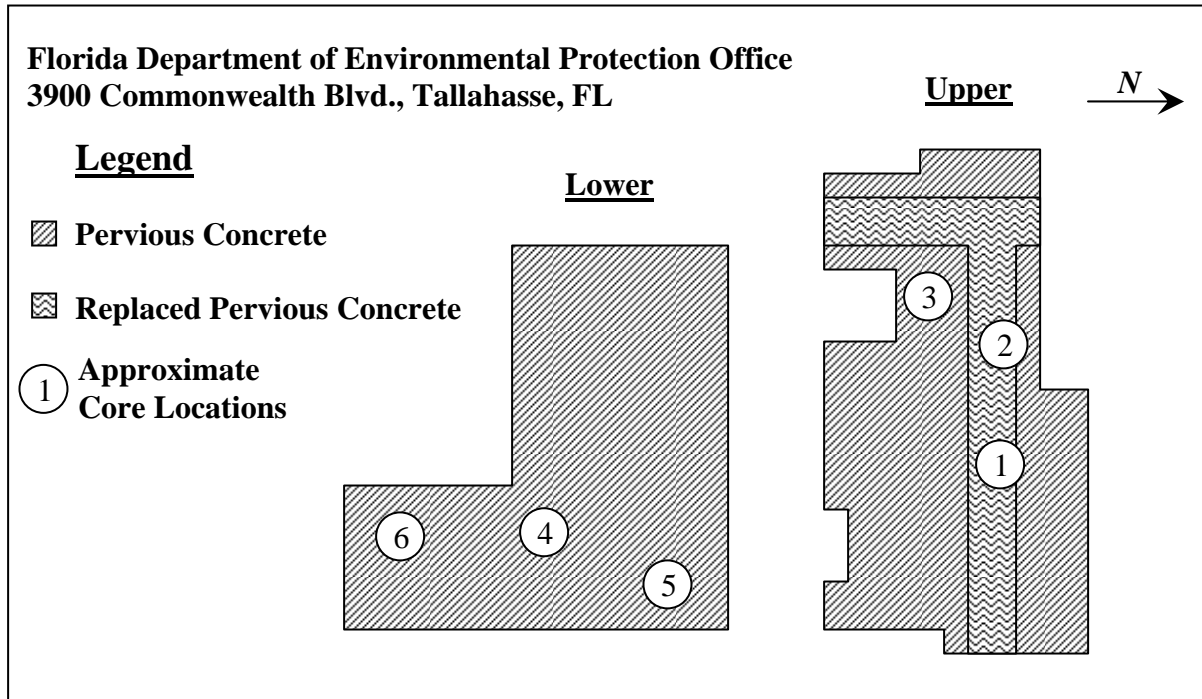 Florida Department of Environmental Protection Office
3900 Commonwealth Blvd., Tallahasse, FL
Upper
N
Legend
Lower
Pervious Concrete
Replaced Pervious Concrete
1
Approximate
Core Locations
3
2
1
6
4
5